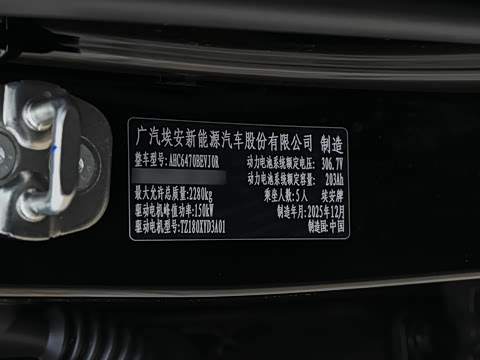 广汽埃安新能源汽车股份有限公司 制造
整车型号: AHC6470BEVJ0R 动力电池系统额定电压: 306.7V
动力电池系统额定容量: 203Ah
最大允许总质量: 2280kg 乘坐人数: 5人 埃安牌
驱动电机峰值功率: 150kW 制造年月: 2025年12月
驱动电机型号: TZ180XYD3A01 制造国: 中国